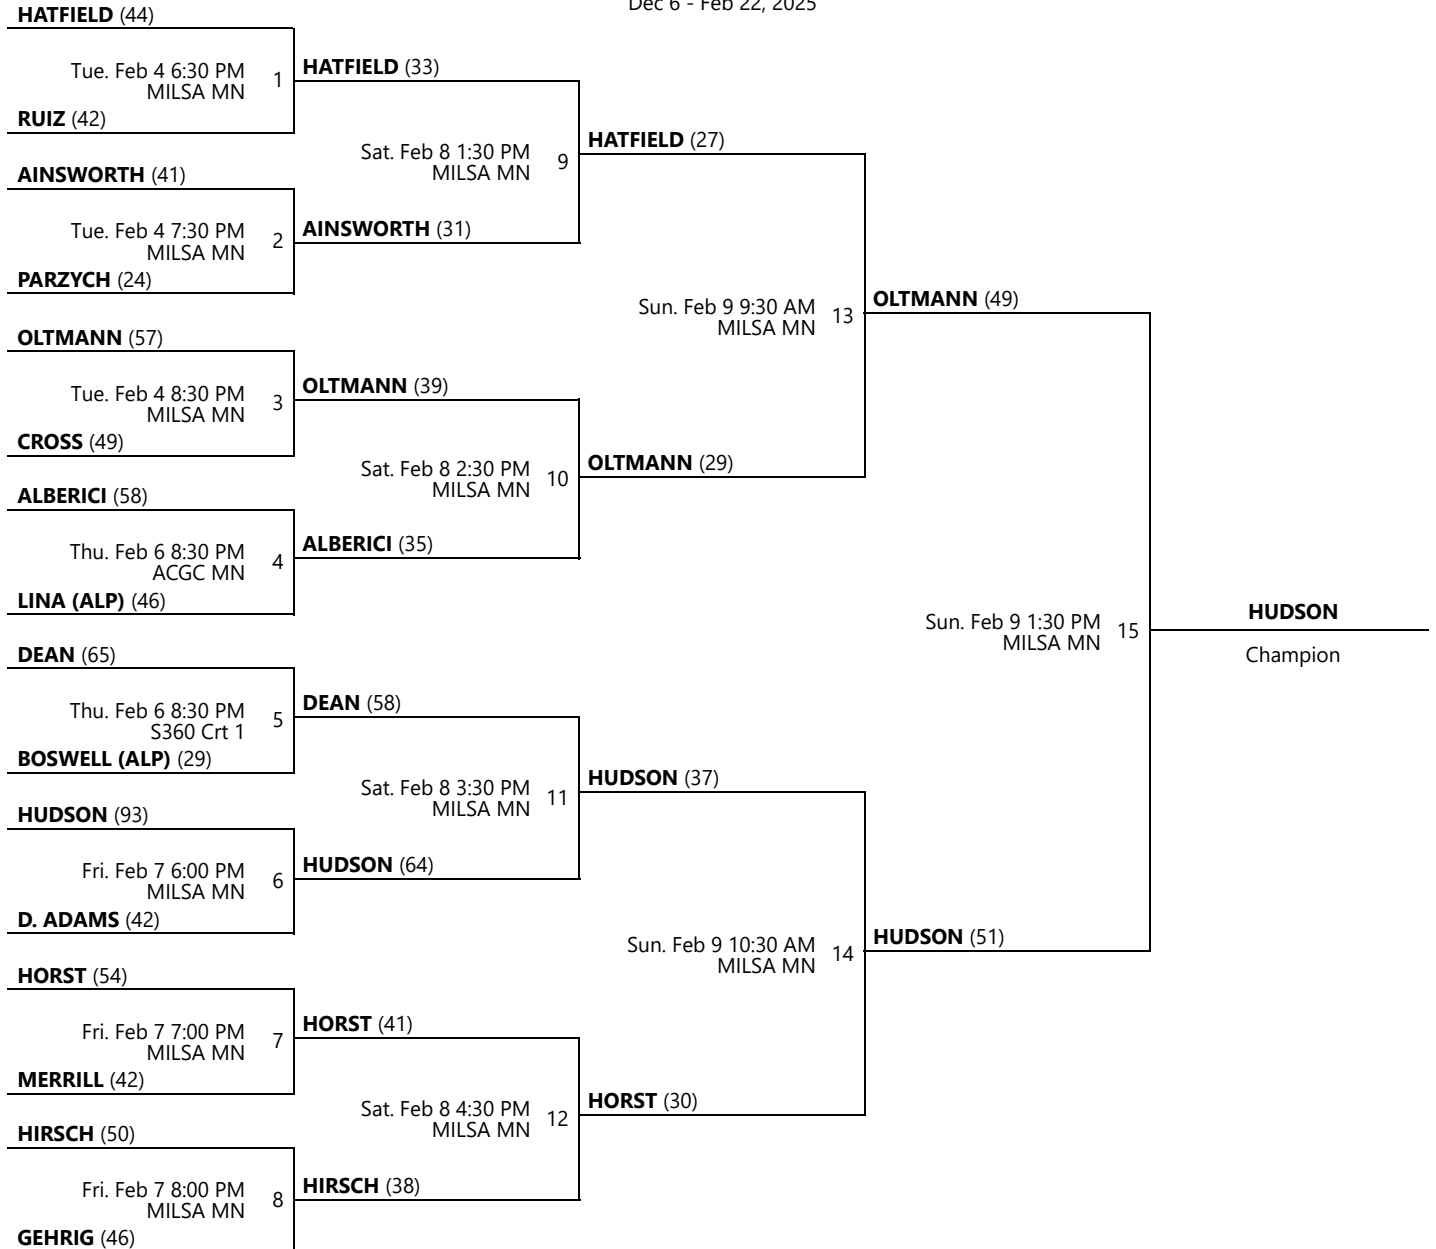 Dec 6 - Feb 22, 2025
HATFIELD (44)
Tue. Feb 4 6:30 PM
MILSA MN
1
RUIZ (42)
AINSWORTH (41)
Tue. Feb 4 7:30 PM
MILSA MN
2
PARZYCH (24)
OLTMANN (57)
Tue. Feb 4 8:30 PM
MILSA MN
3
CROSS (49)
ALBERICI (58)
Thu. Feb 6 8:30 PM
ACGC MN
4
LINA (ALP) (46)
DEAN (65)
Thu. Feb 6 8:30 PM
S360 Crt 1
5
BOSWELL (ALP) (29)
HUDSON (93)
Fri. Feb 7 6:00 PM
MILSA MN
6
D. ADAMS (42)
HORST (54)
Fri. Feb 7 7:00 PM
MILSA MN
7
MERRILL (42)
HIRSCH (50)
Fri. Feb 7 8:00 PM
MILSA MN
8
GEHRIG (46)
HATFIELD (33)
Sat. Feb 8 1:30 PM
MILSA MN
9
AINSWORTH (31)
OLTMANN (39)
Sat. Feb 8 2:30 PM
MILSA MN
10
ALBERICI (35)
DEAN (58)
Sat. Feb 8 3:30 PM
MILSA MN
11
HUDSON (64)
HORST (41)
Sat. Feb 8 4:30 PM
MILSA MN
12
HIRSCH (38)
HATFIELD (27)
Sun. Feb 9 9:30 AM
MILSA MN
13
OLTMANN (29)
HUDSON (37)
Sun. Feb 9 10:30 AM
MILSA MN
14
HORST (30)
OLTMANN (49)
Sun. Feb 9 1:30 PM
MILSA MN
15
HUDSON (51)
HUDSON
Champion